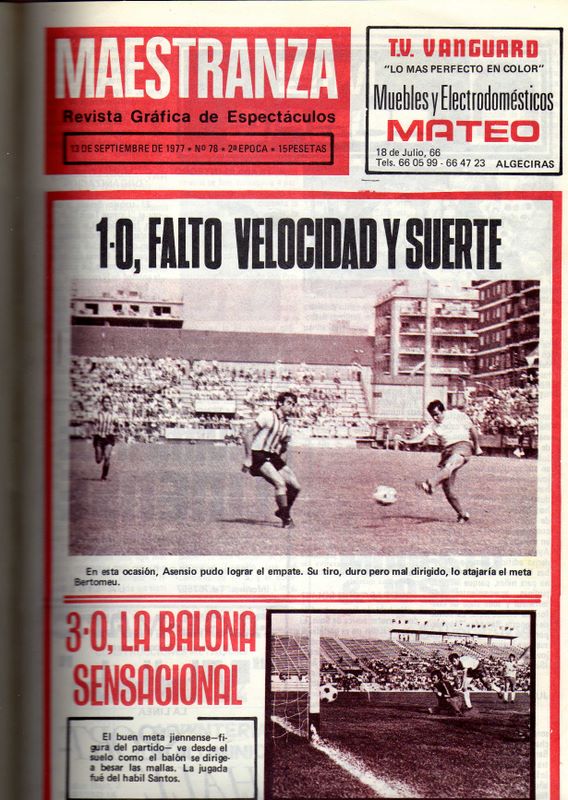 MAESTRANZA
Revista Gráfica de Espectáculos
13 DE SEPTIEMBRE DE 1977 • Nº 78 • 2ª EPOCA • 15 PESETAS
T.V. VANGUARD
"LO MAS PERFECTO EN COLOR"
Muebles y Electrodomésticos
MATEO
18 de Julio, 66
Tels. 66 05 99 - 66 47 23 ALGECIRAS
1-0, FALTO VELOCIDAD Y SUERTE
En esta ocasión, Asensio pudo lograr el empate. Su tiro, duro pero mal dirigido, lo atajaría el meta
Bertomeu.
3-0, LA BALONA
SENSACIONAL
El buen meta jiennense—fi-
gura del partido— ve desde el
suelo como el balón se dirige
a besar las mallas. La jugada
fué del habil Santos.